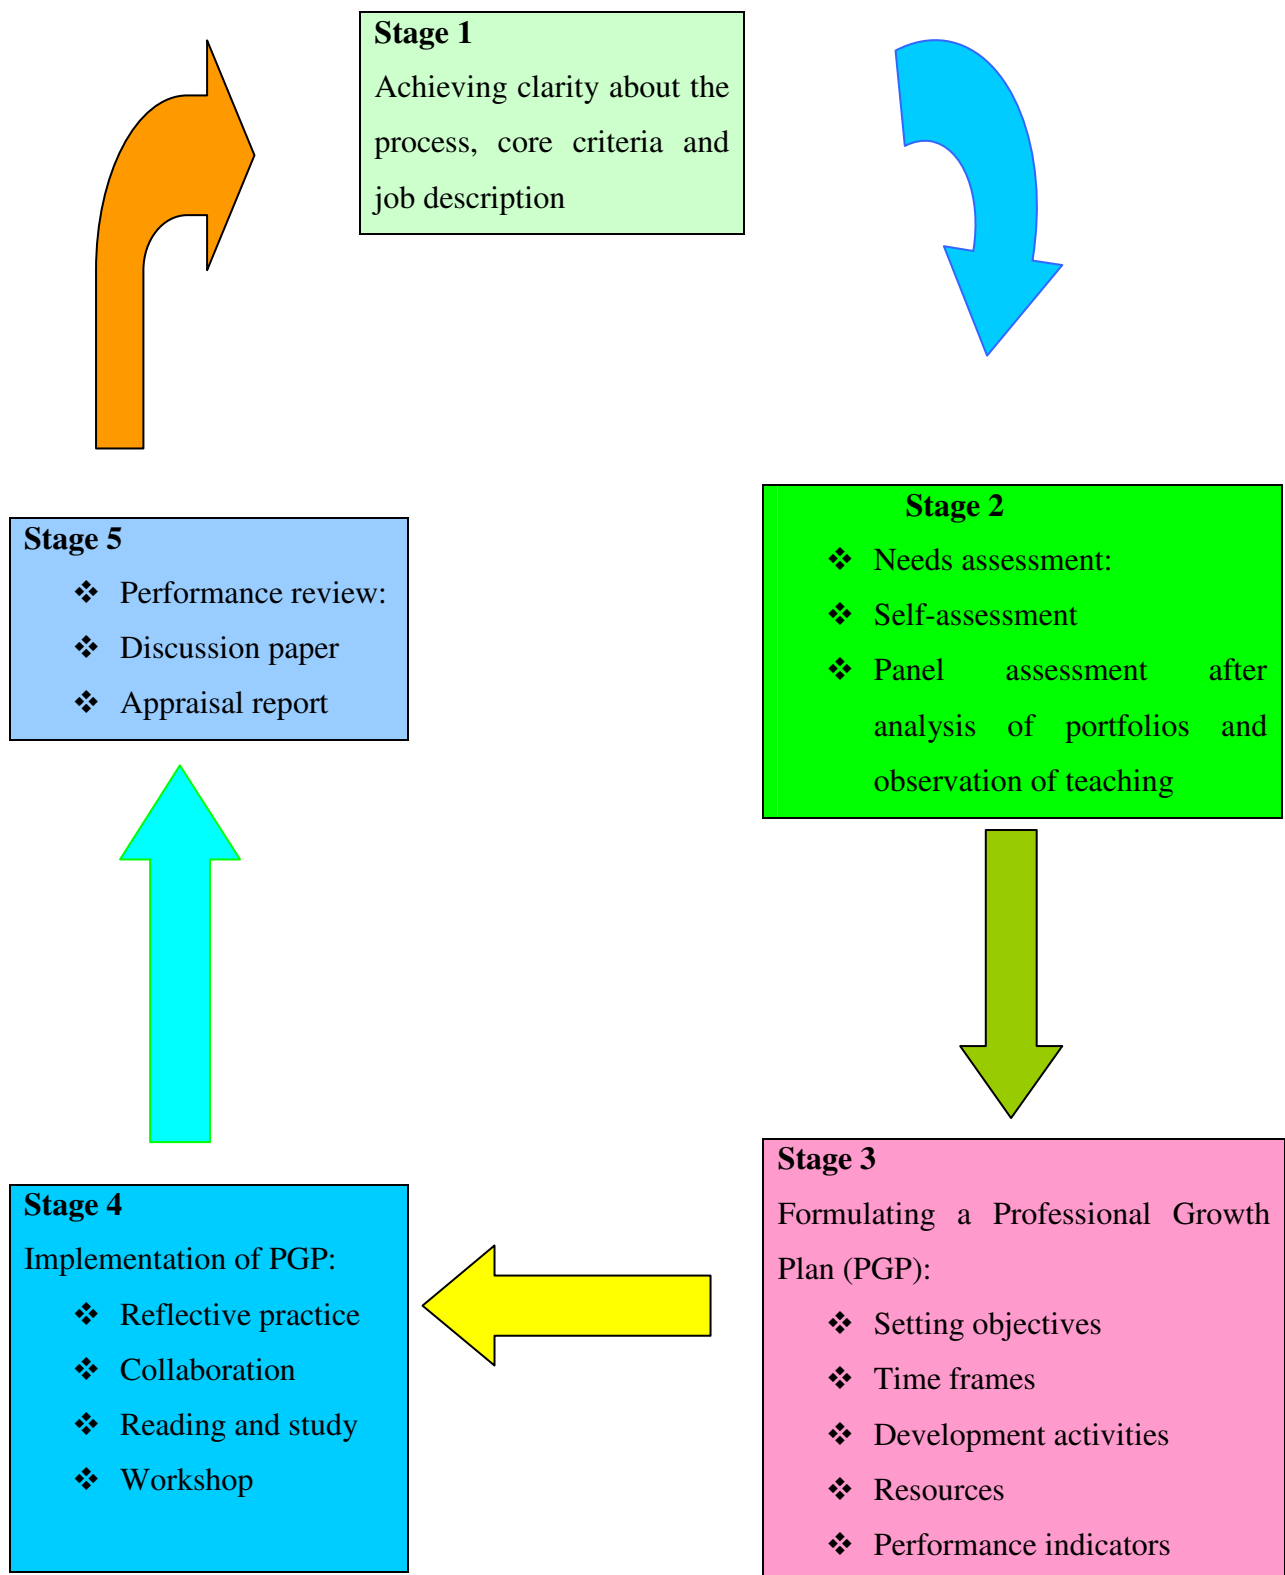 Stage 1
Achieving clarity about the
process, core criteria and
job description
Stage 2
❖ Needs assessment:
❖ Self-assessment
❖ Panel assessment after
analysis of portfolios and
observation of teaching
Stage 3
Formulating a Professional Growth
Plan (PGP):
❖ Setting objectives
❖ Time frames
❖ Development activities
❖ Resources
❖ Performance indicators
Stage 4
Implementation of PGP:
❖ Reflective practice
❖ Collaboration
❖ Reading and study
❖ Workshop
Stage 5
❖ Performance review:
❖ Discussion paper
❖ Appraisal report